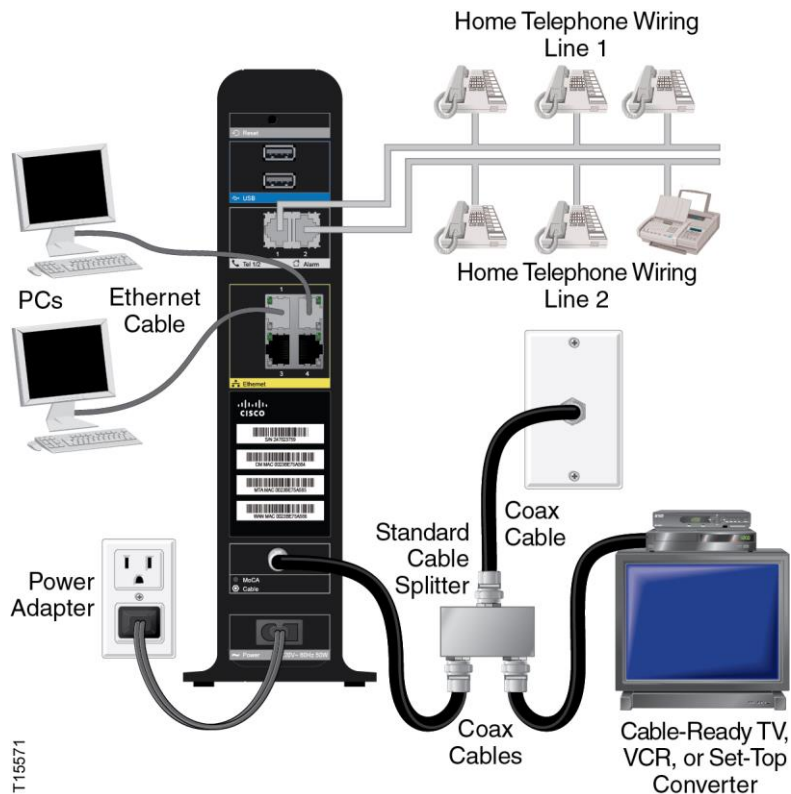 Home Telephone Wiring
Line 1
Reset
USB
1 2
Tel 1/2 Alarm
Home Telephone Wiring
Line 2
PCs
Ethernet
Cable
1
3 4
Ethernet
CISCO
Coax
Cable
Standard
Cable
Splitter
Power
Adapter
MoCA
Cable
Power
60Hz 50W
Coax
Cables
Cable-Ready TV,
VCR, or Set-Top
Converter
T15571